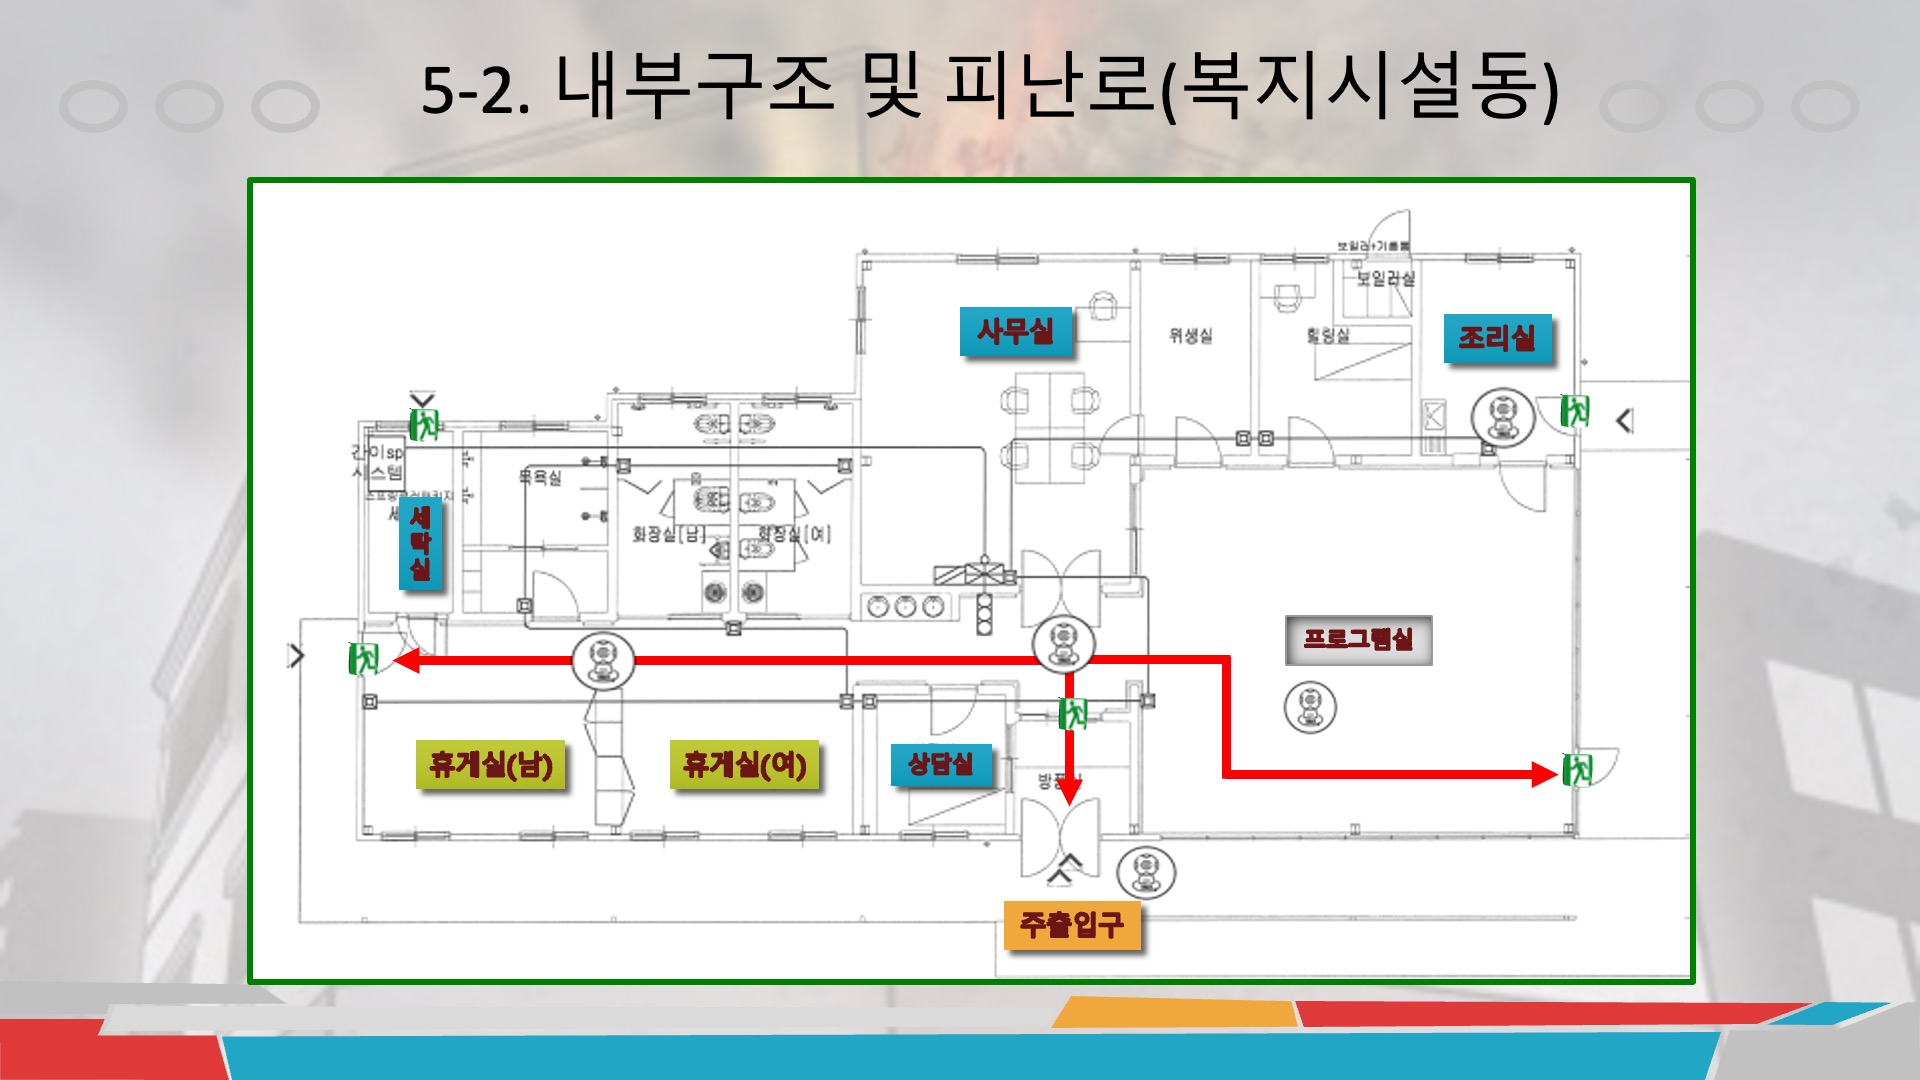 5-2. 내부구조 및 피난로(복지시설동)
보일러+기름통
보일러실
사무실
위생실
힐링실
조리실
간이sp
시스템
목욕실
세
탁
실
화장실[남]
화장실[여]
프로그램실
휴게실(남)
휴게실(여)
상담실
방풍실
주출입구